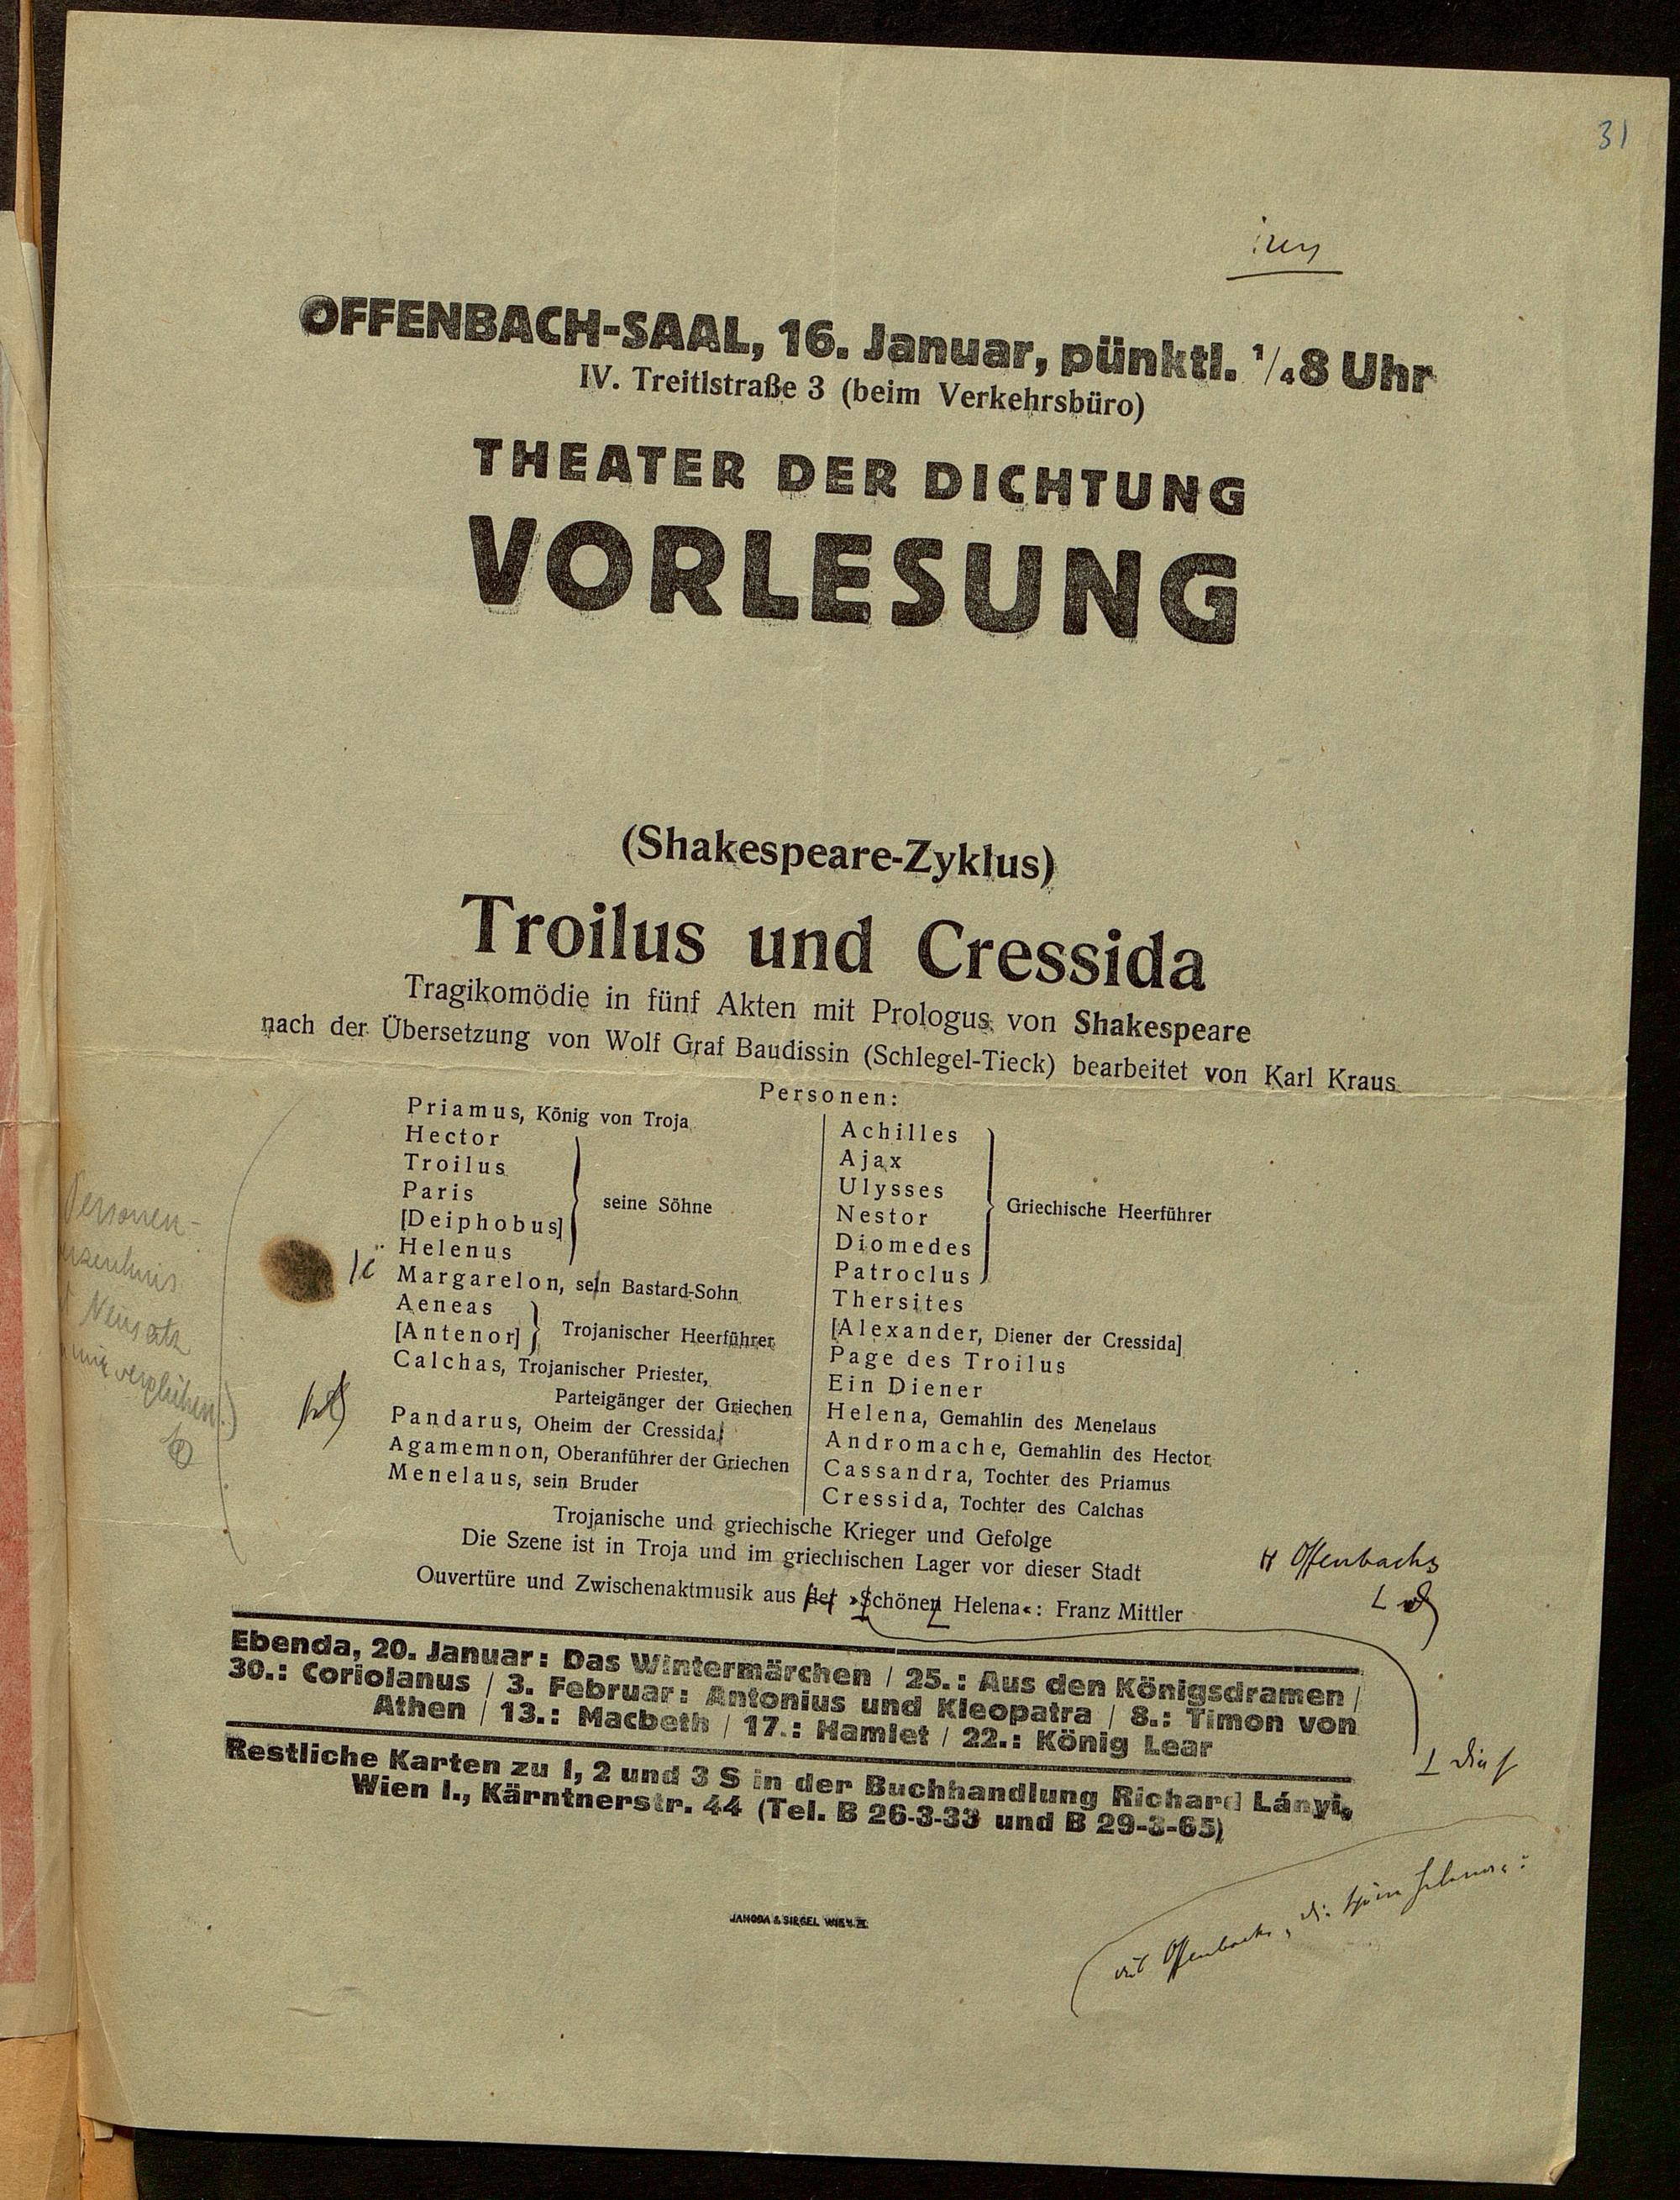 31
OFFENBACH-SAAL, 16. Januar, pünktl. ¹/₄8 Uhr
IV. Treitlstraße 3 (beim Verkehrsbüro)
THEATER DER DICHTUNG
VORLESUNG
(Shakespeare-Zyklus)
Troilus und Cressida
Tragikomödie in fünf Akten mit Prologus von Shakespeare
nach der Übersetzung von Wolf Graf Baudissin (Schlegel-Tieck) bearbeitet von Karl Kraus
Personen:
Priamus, König von Troja
Hector
Troilus
Paris
[Deiphobus]
Helenus
seine Söhne
Margarelon, sein Bastard-Sohn
Aeneas
[Antenor]
Trojanischer Heerführer
Calchas, Trojanischer Priester,
Parteigänger der Griechen
Pandarus, Oheim der Cressida
Agamemnon, Oberanführer der Griechen
Menelaus, sein Bruder
Achilles
Ajax
Ulysses
Nestor
Diomedes
Patroclus
Griechische Heerführer
Thersites
[Alexander, Diener der Cressida]
Page des Troilus
Ein Diener
Helena, Gemahlin des Menelaus
Andromache, Gemahlin des Hector
Cassandra, Tochter des Priamus
Cressida, Tochter des Calchas
Personen-
Neusatz
Trojanische und griechische Krieger und Gefolge
Die Szene ist in Troja und im griechischen Lager vor dieser Stadt
Ouvertüre und Zwischenaktmusik aus der »Schönen Helena«: Franz Mittler
Offenbachs
Ebenda, 20. Januar: Das Wintermärchen / 25.: Aus den Königsdramen /
30.: Coriolanus / 3. Februar: Antonius und Kleopatra / 8.: Timon von
Athen / 13.: Macbeth / 17.: Hamlet / 22.: König Lear
Restliche Karten zu 1, 2 und 3 S in der Buchhandlung Richard Lányi,
Wien I., Kärntnerstr. 44 (Tel. B 26-3-33 und B 29-3-65)
Die
aus Offenbachs „die schöne Helena“:
JAHODA & SIEGEL WIEN III.